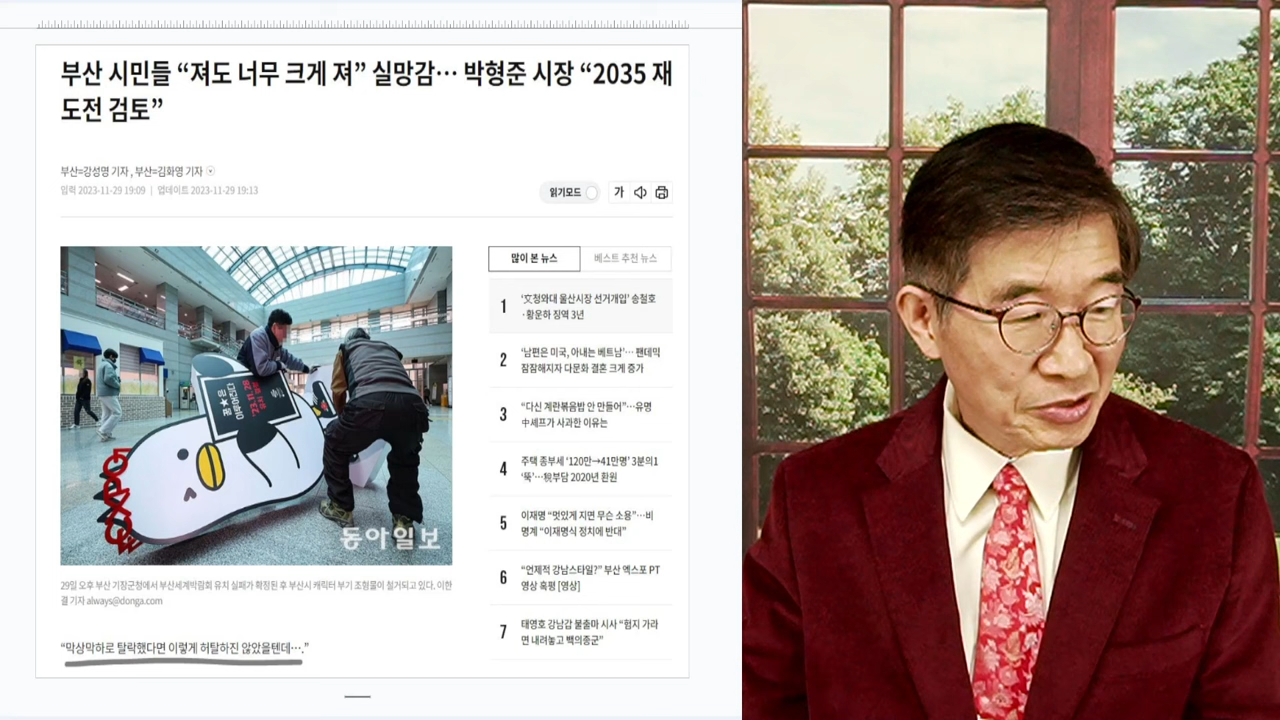 부산 시민들 “져도 너무 크게 져” 실망감… 박형준 시장 “2035 재
도전 검토”
부산=강성명 기자, 부산=김화영 기자
입력 2023-11-29 19:09 | 업데이트 2023-11-29 19:13
읽기모드
가
많이 본 뉴스
베스트 추천 뉴스
1
‘文청와대 울산시장 선거개입’ 송철호
·황운하 징역 3년
2
‘남편은 미국, 아내는 베트남’… 팬데믹
잠잠해지자 다문화 결혼 크게 증가
3
“다신 계란볶음밥 안 만들어”…유명
中셰프가 사과한 이유는
4
주택 종부세 ‘120만→41만명’ 3분의1
‘뚝’…稅부담 2020년 환원
5
이재명 “멋있게 지면 무슨 소용”…비
명계 “이재명식 정치에 반대”
6
“언제적 강남스타일?” 부산 엑스포 PT
영상 혹평 [영상]
7
태영호 강남갑 불출마 시사 “험지 가라
면 내려놓고 백의종군”
동아일보
29일 오후 부산 기장군청에서 부산세계박람회 유치 실패가 확정된 후 부산시 캐릭터 부기 조형물이 철거되고 있다. 이한
결 기자 always@donga.com
“막상막하로 탈락했다면 이렇게 허탈하진 않았을텐데….”